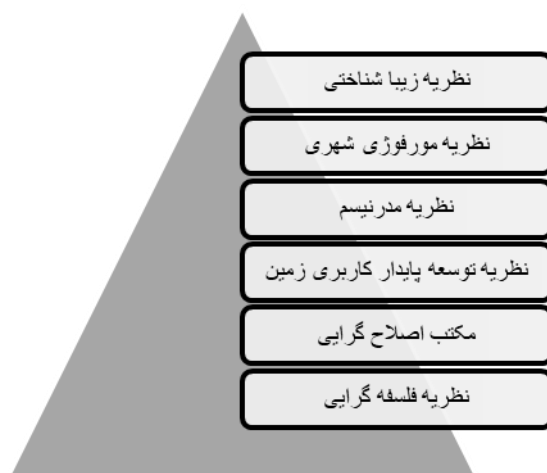 نظریه زیبا شناختی
نظریه مورفوژی شهری
نظریه مدرنیسم
نظریه توسعه پایدار کاربری زمین
مکتب اصلاح گرایی
نظریه فلسفه گرایی